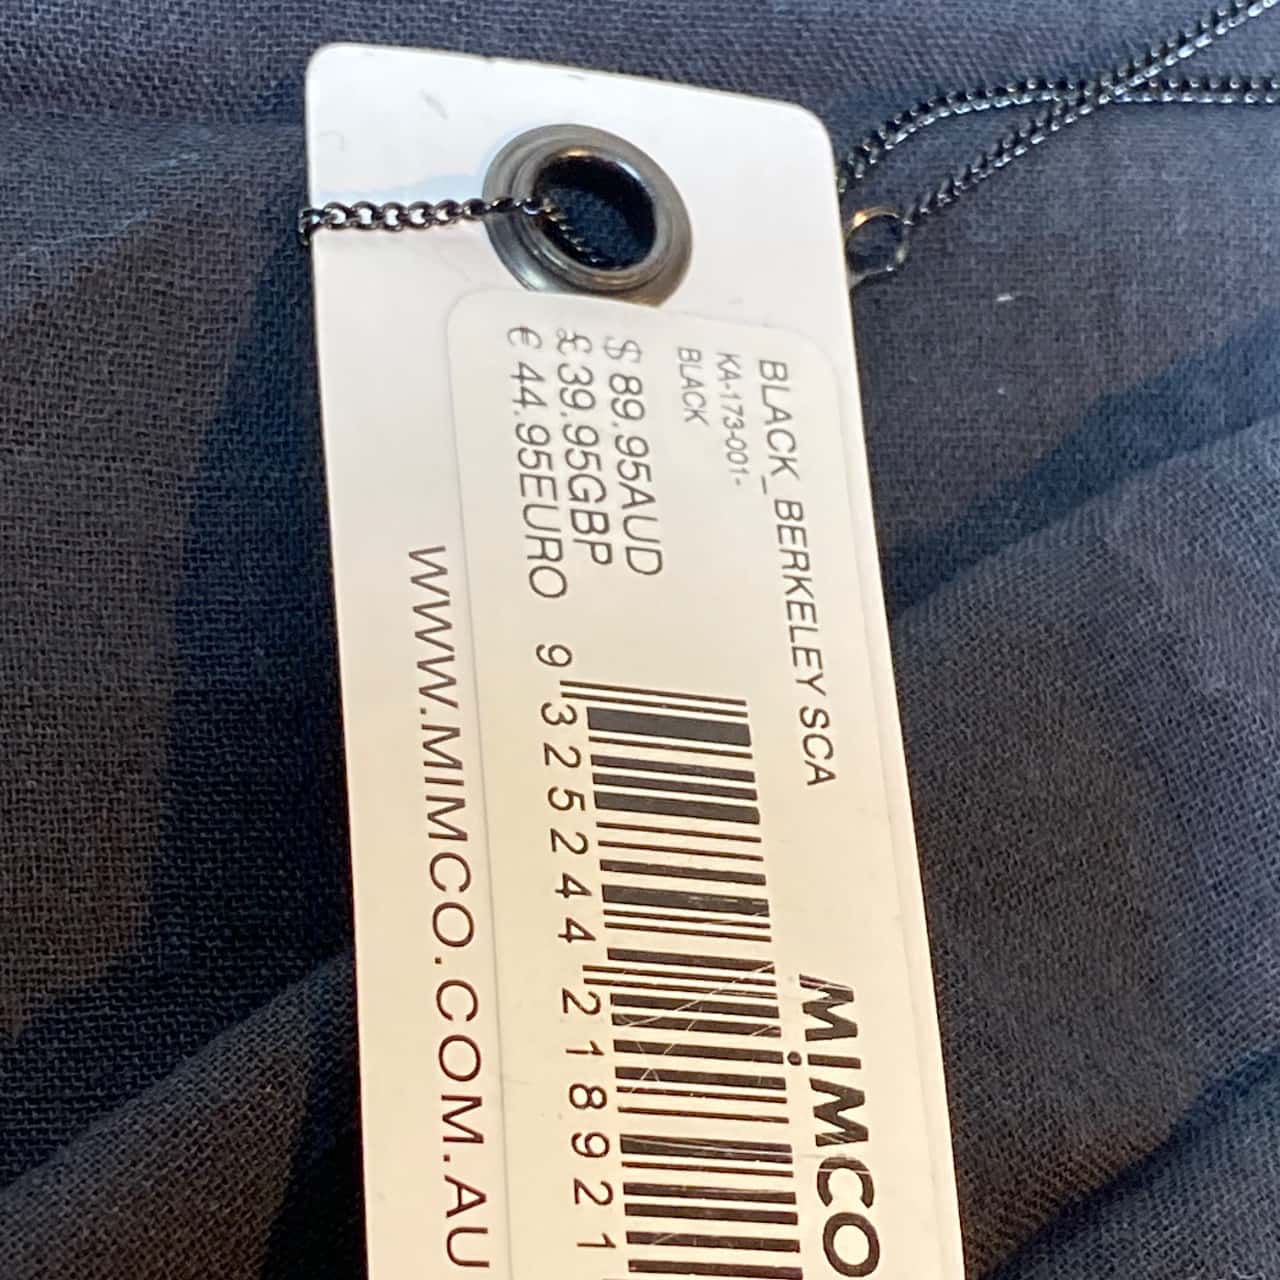 BLACK_BERKELEY SCA
KA-173-001-
BLACK
$ 89.95AUD
£ 39.95GBP
€ 44.95EURO
9 325244 218921
MIMCO
WWW.MIMCO.COM.AU